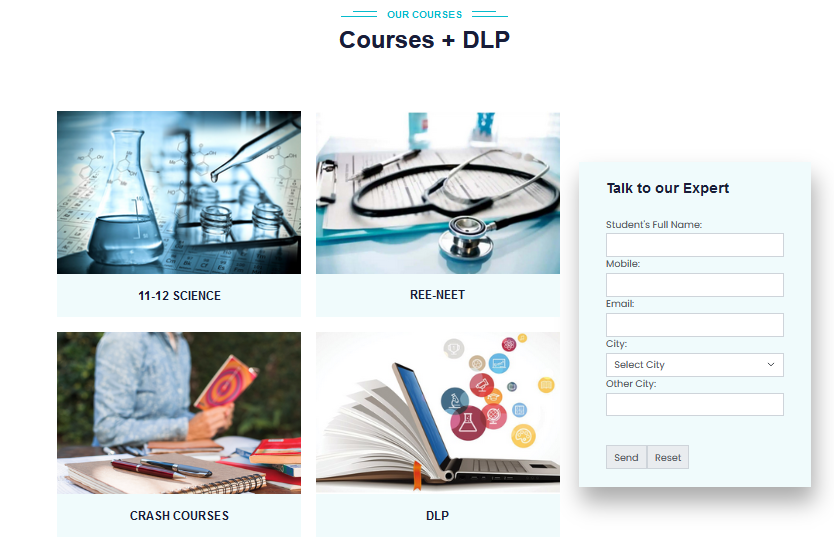 OUR COURSES
Courses + DLP
11-12 SCIENCE
REE-NEET
CRASH COURSES
DLP
Talk to our Expert
Student's Full Name:
Mobile:
Email:
City:
Select City
Other City:
Send Reset